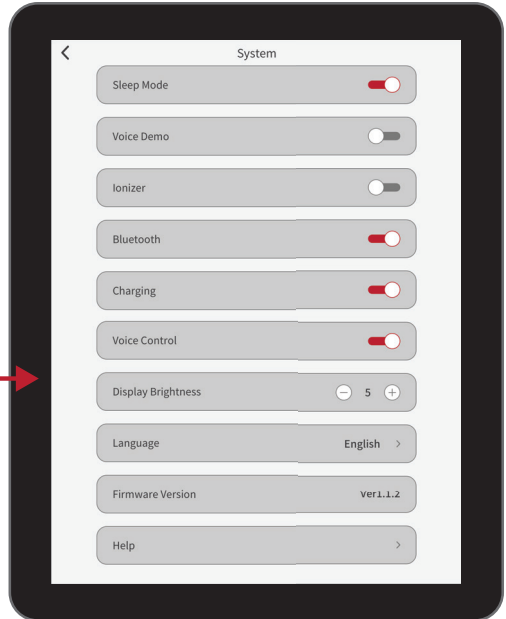 System
Sleep Mode
Voice Demo
Ionizer
Bluetooth
Charging
Voice Control
Display Brightness 5
Language English
Firmware Version Ver1.1.2
Help